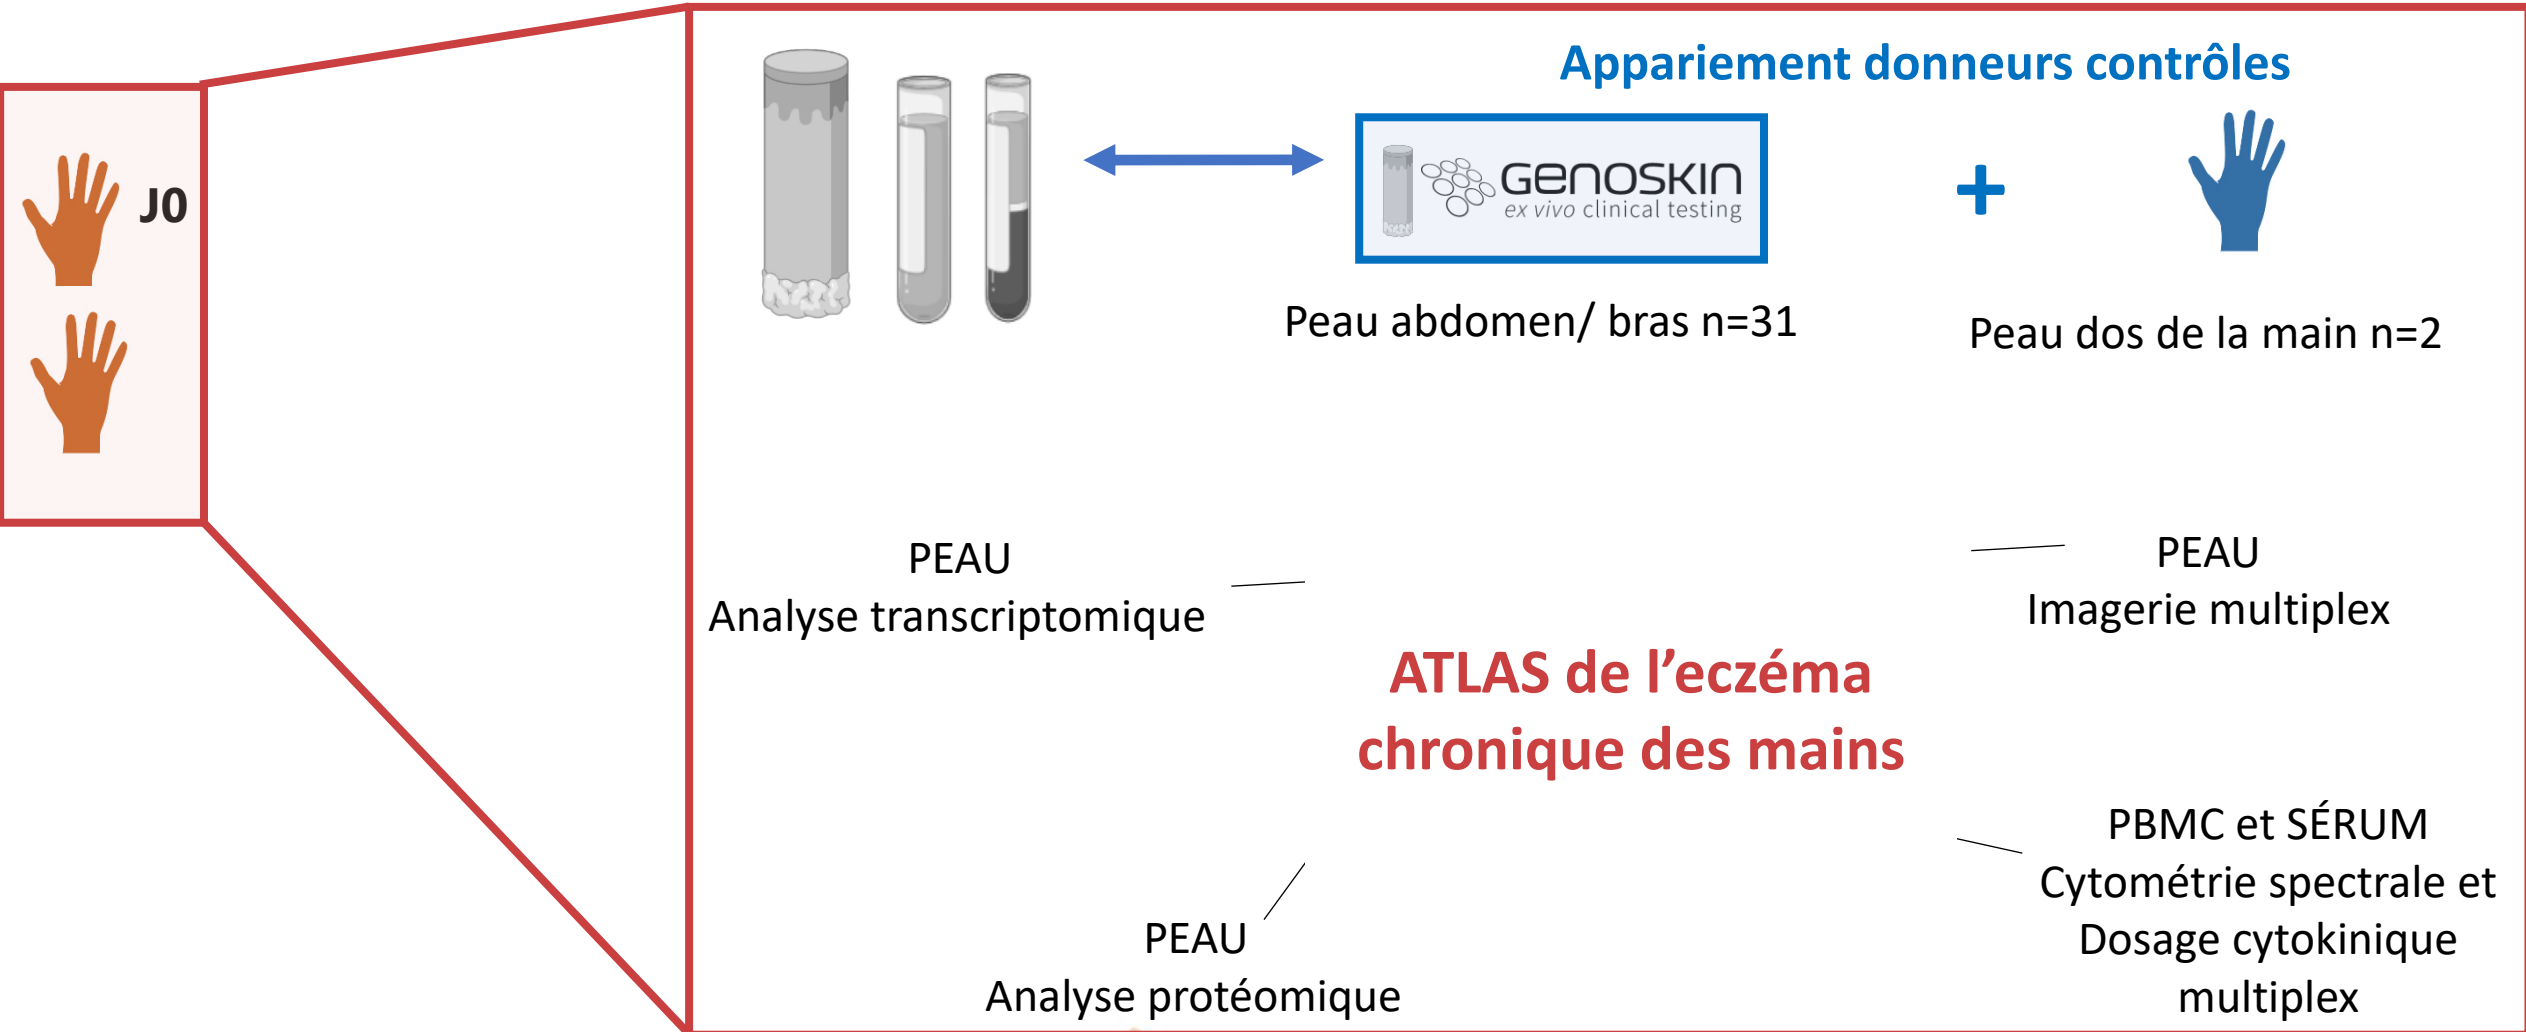 Appariement donneurs contrôles
J0
GENOSKIN
ex vivo clinical testing
+
Peau abdomen/ bras n=31
Peau dos de la main n=2
PEAU
Analyse transcriptomique
PEAU
Imagerie multiplex
ATLAS de l’eczéma
chronique des mains
PEAU
Analyse protéomique
PBMC et SÉRUM
Cytométrie spectrale et
Dosage cytokinique
multiplex